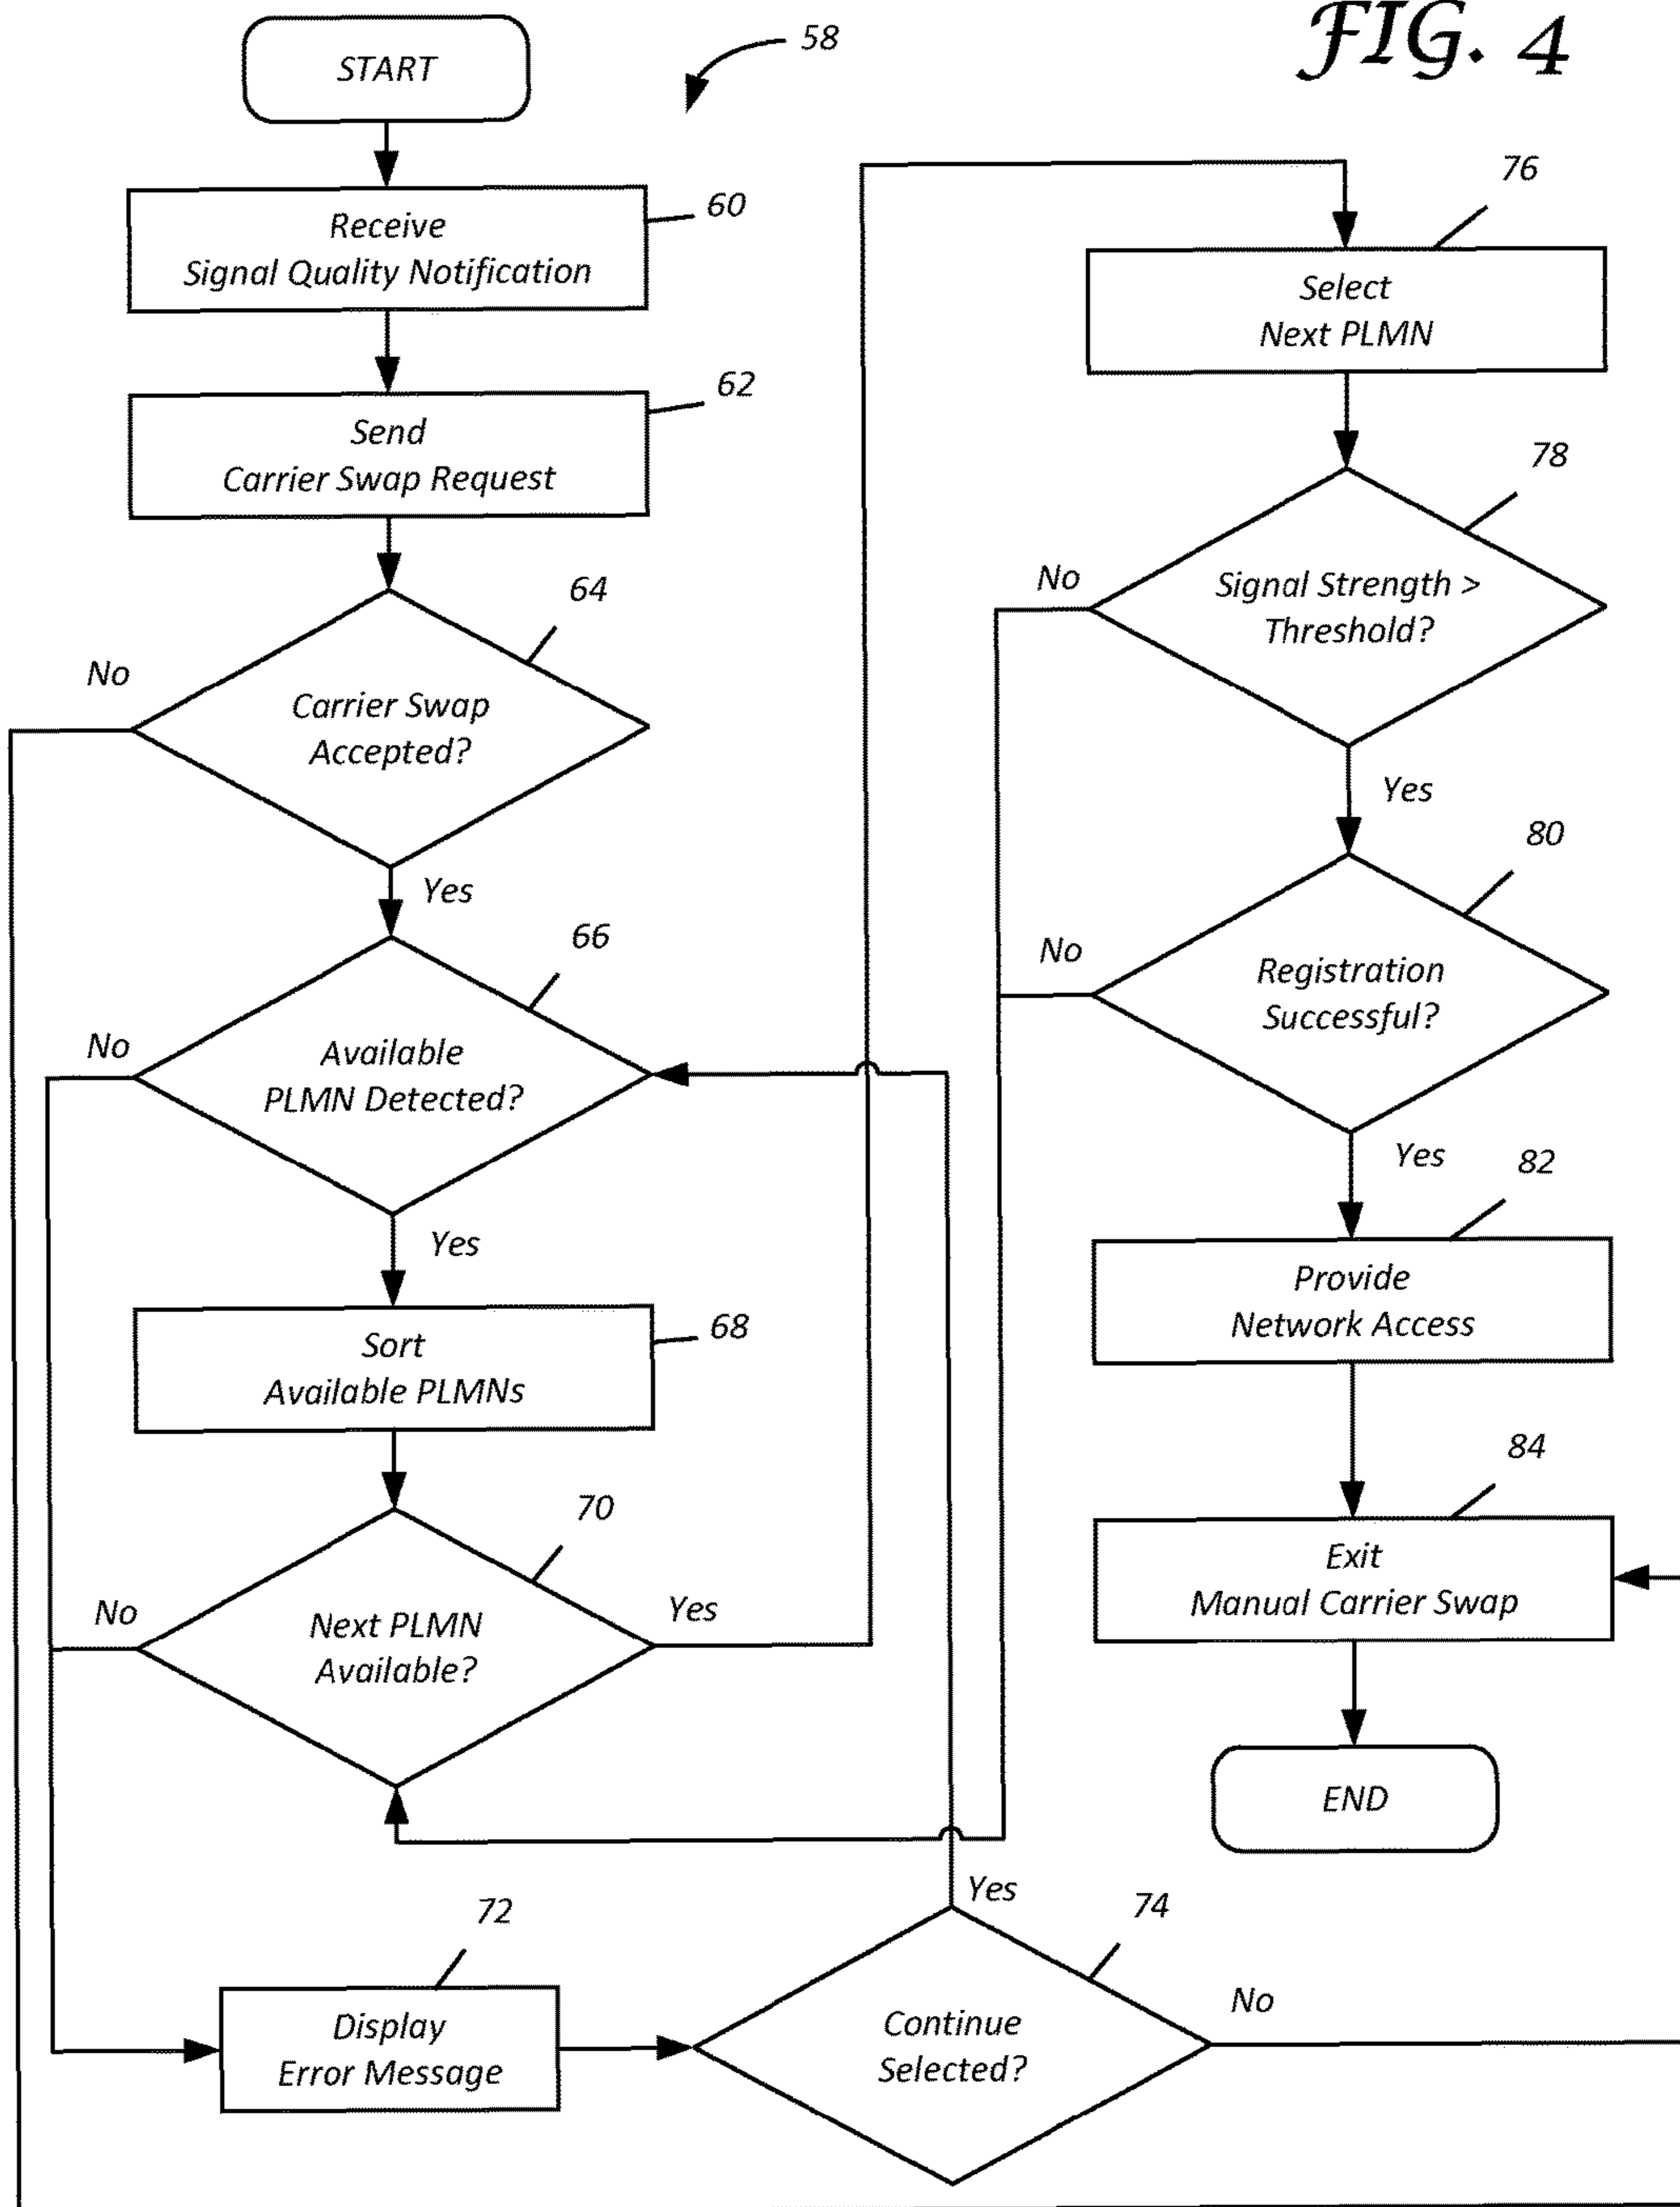 FIG. 4
58
START
60
Receive
Signal Quality Notification
62
Send
Carrier Swap Request
64
No
Carrier Swap
Accepted?
Yes
66
No
Available
PLMN Detected?
Yes
68
Sort
Available PLMNs
70
No
Next PLMN
Available?
Yes
72
Display
Error Message
Yes
74
Continue
Selected?
No
76
Select
Next PLMN
78
No
Signal Strength >
Threshold?
Yes
80
No
Registration
Successful?
Yes
82
Provide
Network Access
84
Exit
Manual Carrier Swap
END